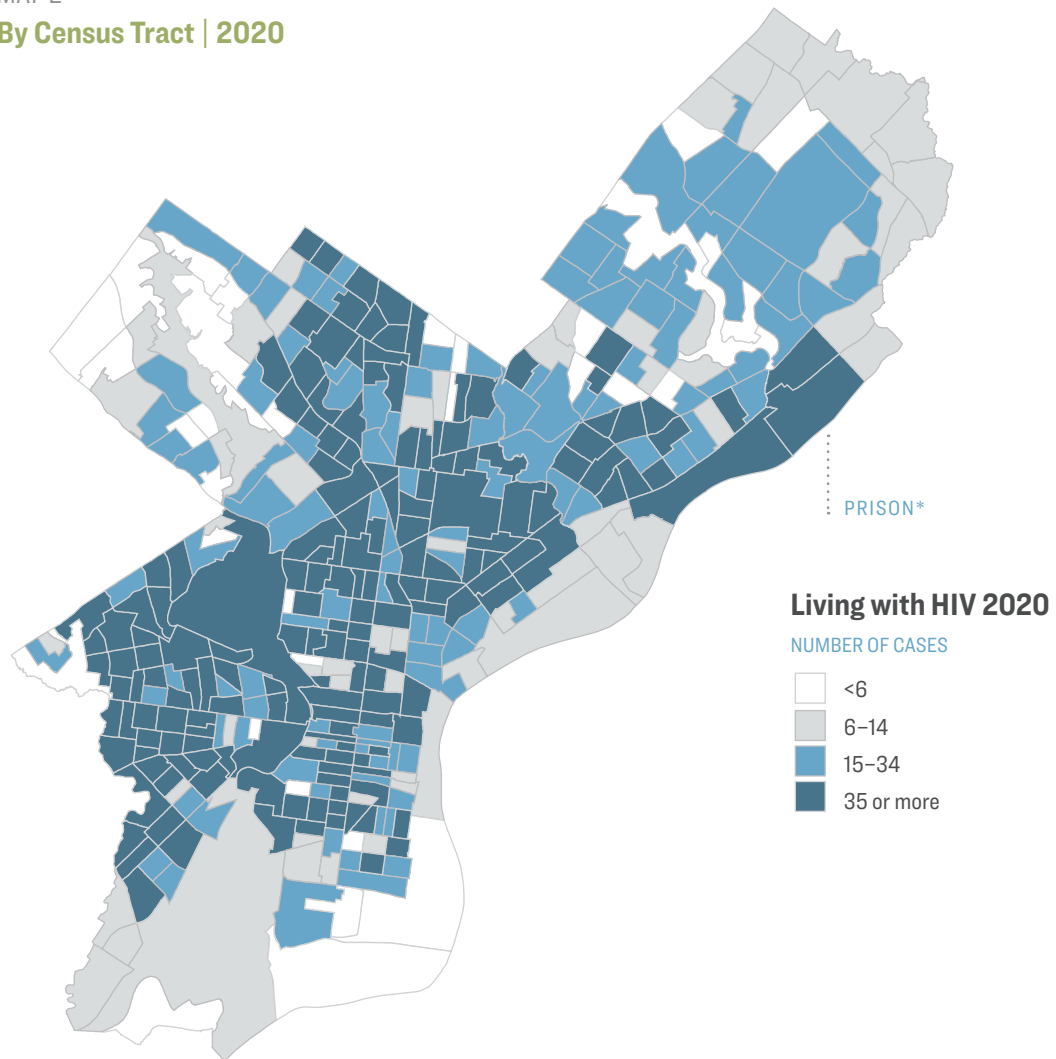 By Census Tract | 2020
PRISON*
Living with HIV 2020
NUMBER OF CASES
<6
6–14
15–34
35 or more